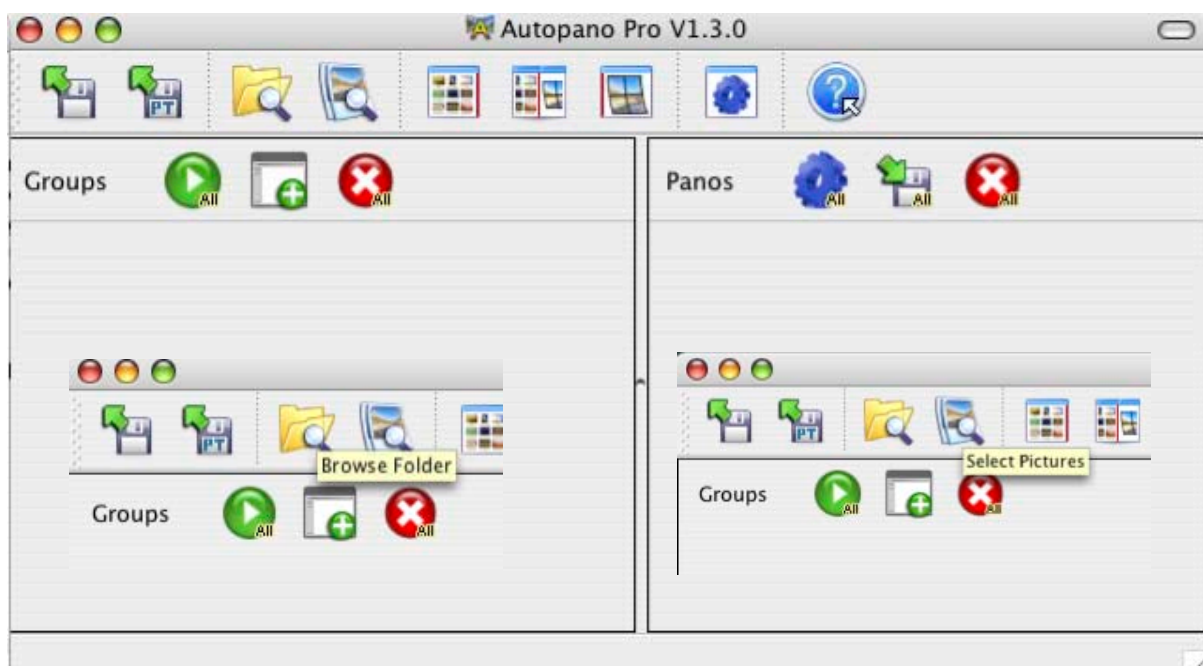 Autopano Pro V1.3.0
PT
Groups
All
All
Panos
All
All
All
PT
Browse Folder
Groups
All
All
PT
Select Pictures
Groups
All
All